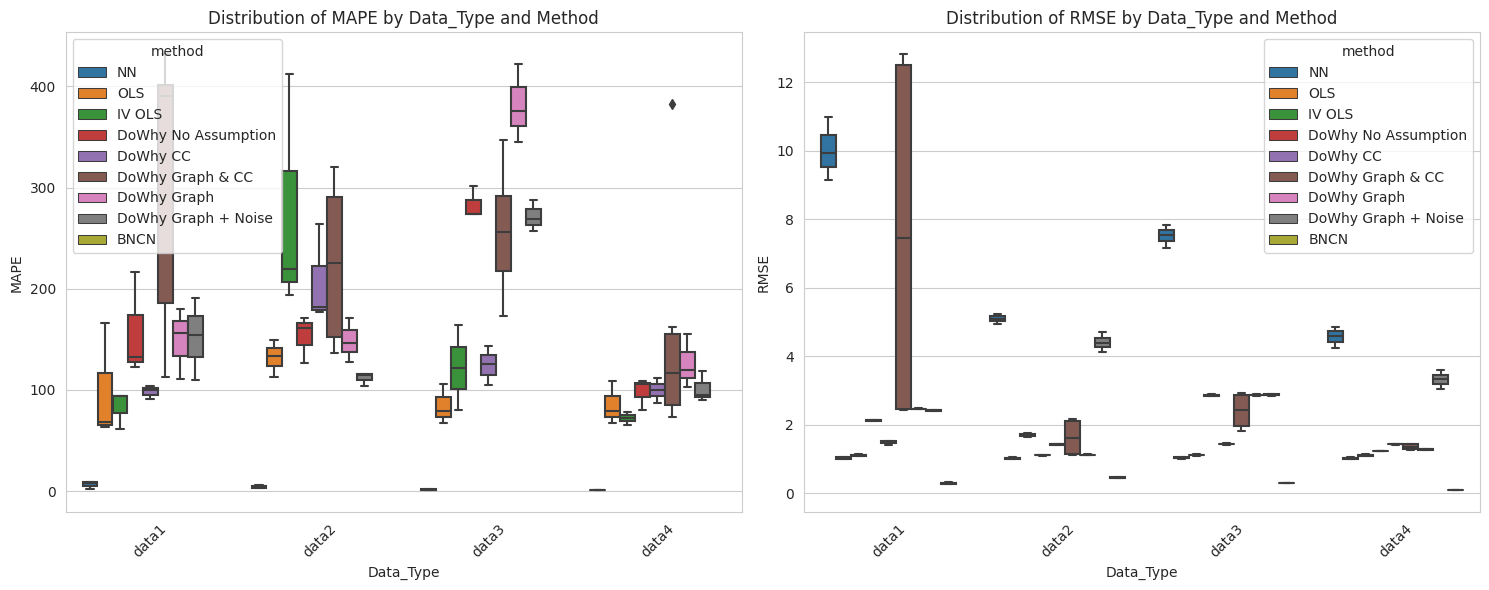 Distribution of MAPE by Data_Type and Method
400
300
200
100
0
MAPE
method
NN
OLS
IV OLS
DoWhy No Assumption
DoWhy CC
DoWhy Graph & CC
DoWhy Graph
DoWhy Graph + Noise
BNCN
data1
data2
data3
data4
Data_Type
Distribution of RMSE by Data_Type and Method
12
10
8
6
4
2
0
RMSE
method
NN
OLS
IV OLS
DoWhy No Assumption
DoWhy CC
DoWhy Graph & CC
DoWhy Graph
DoWhy Graph + Noise
BNCN
data1
data2
data3
data4
Data_Type